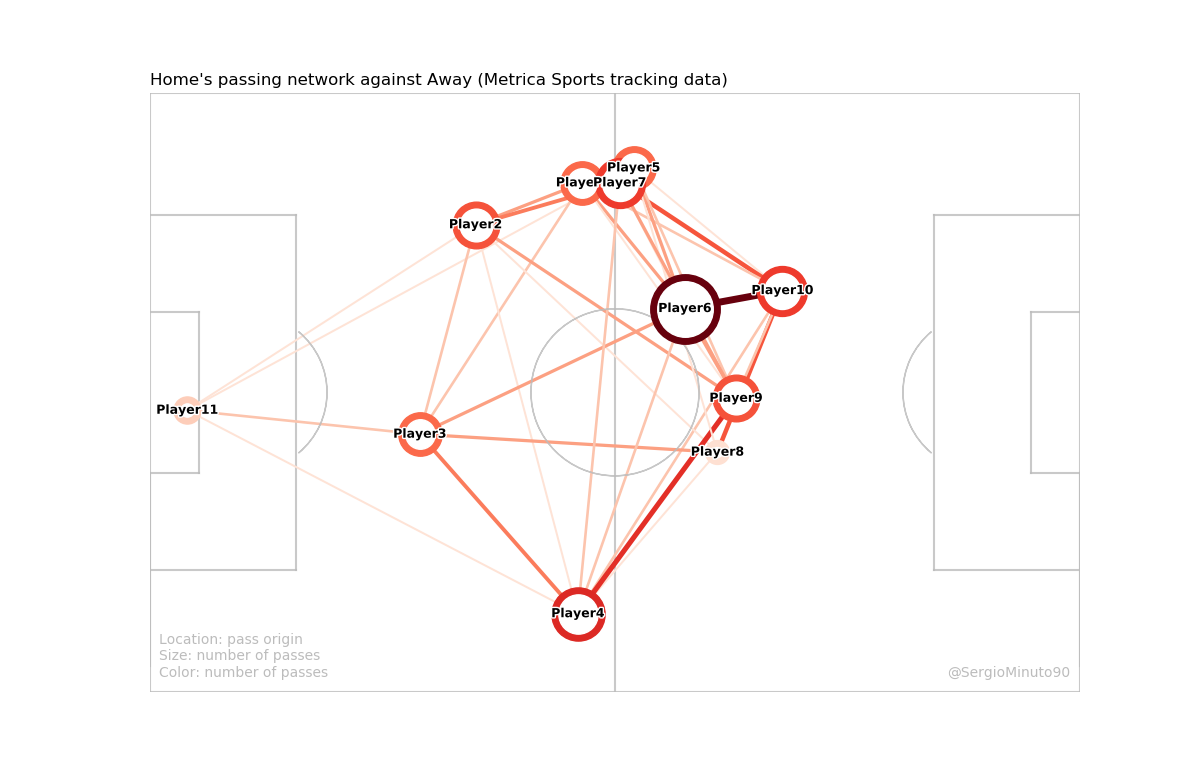 Home's passing network against Away (Metrica Sports tracking data)
Player5
Playe
Player7
Player2
Player10
Player6
Player9
Player11
Player3
Player8
Player4
Location: pass origin
Size: number of passes
Color: number of passes
@SergioMinuto90